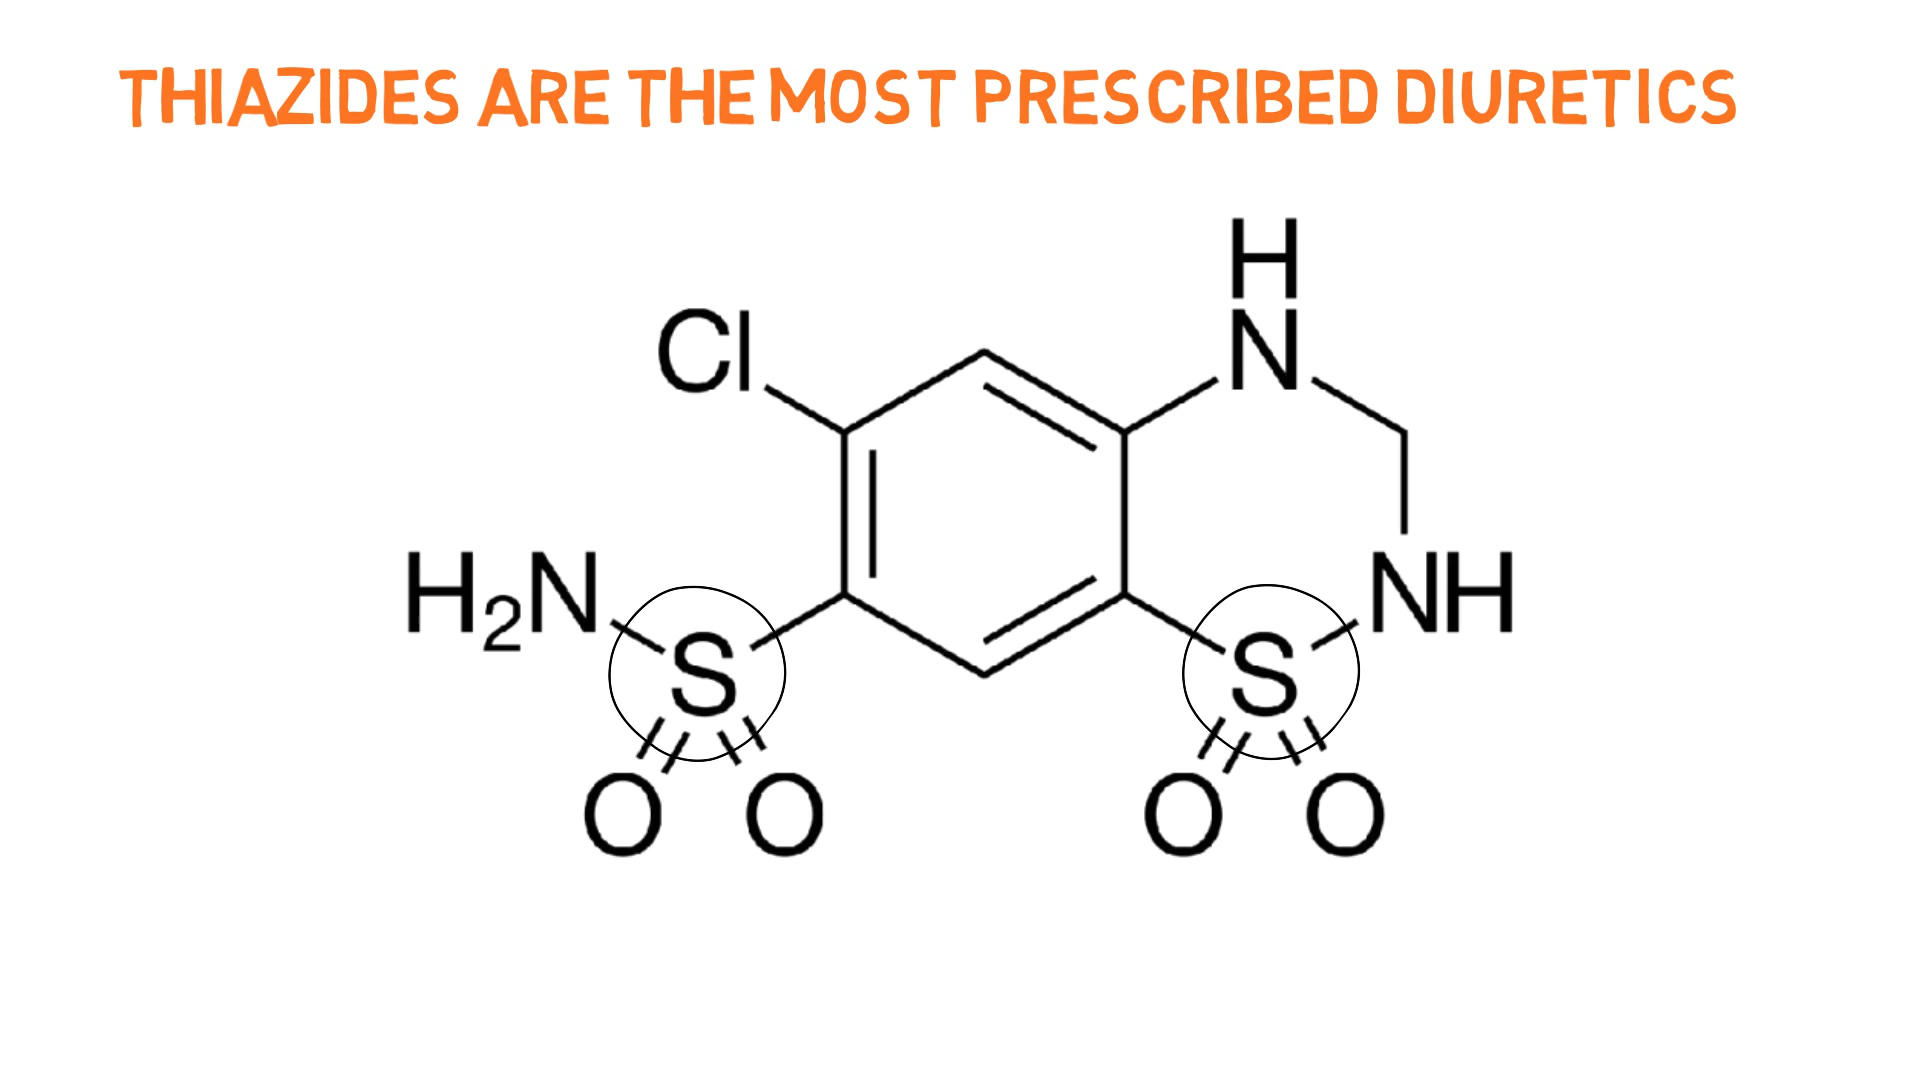 THIAZIDES ARE THE MOST PRESCRIBED DIURETICS
H
Cl N
H2N NH
S S
O O O O